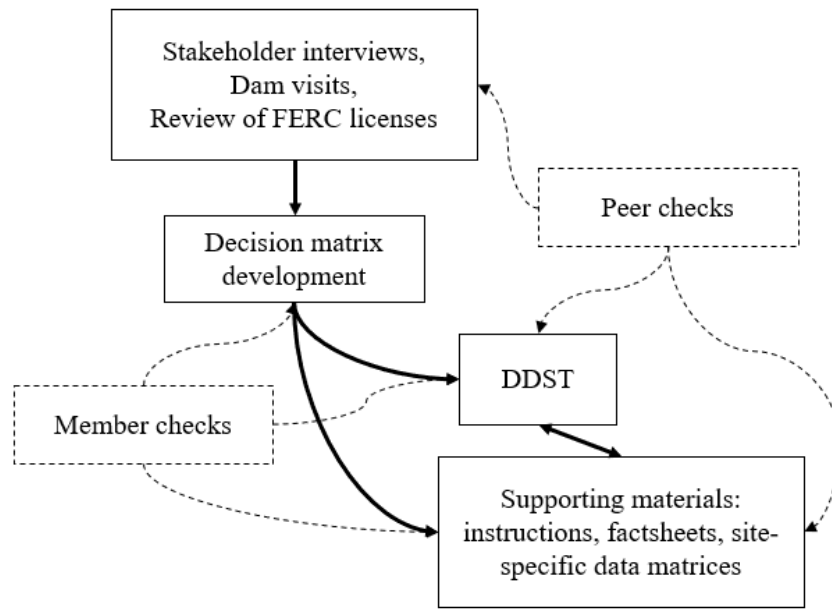 Stakeholder interviews,
Dam visits,
Review of FERC licenses
Peer checks
Decision matrix
development
DDST
Member checks
Supporting materials:
instructions, factsheets, site-
specific data matrices